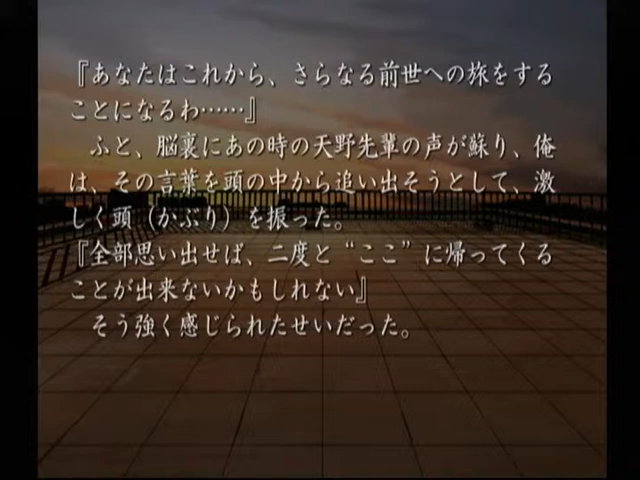 『あなたはこれから、さらなる前世への旅をする
ことになるわ……』
　ふと、脳裏にあの時の天野先輩の声が蘇り、俺
は、その言葉を頭の中から追い出そうとして、激
しく頭（かぶり）を振った。
『全部思い出せば、二度と“ここ”に帰ってくる
ことが出来ないかもしれない』
　そう強く感じられたせいだった。